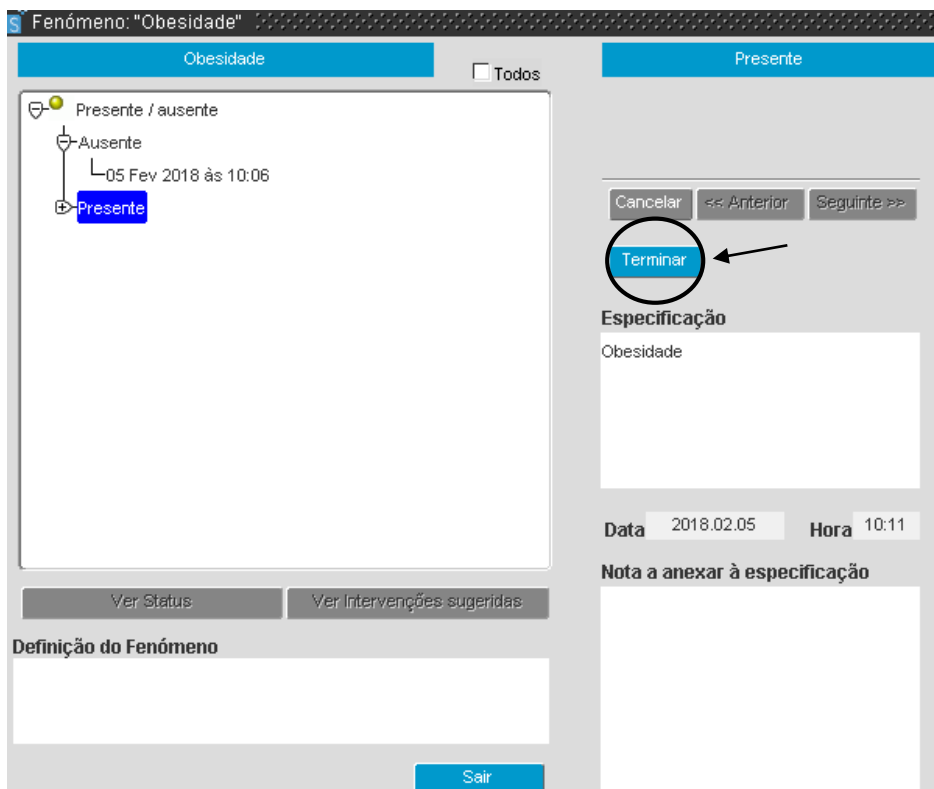 Fenómeno: "Obesidade"
Obesidade
Todos
Presente / ausente
Ausente
05 Fev 2018 às 10:06
Presente
Ver Status
Ver Intervenções sugeridas
Definição do Fenómeno
Sair
Presente
Cancelar
<< Anterior
Seguinte >>
Terminar
Especificação
Obesidade
Data 2018.02.05 Hora 10:11
Nota a anexar à especificação